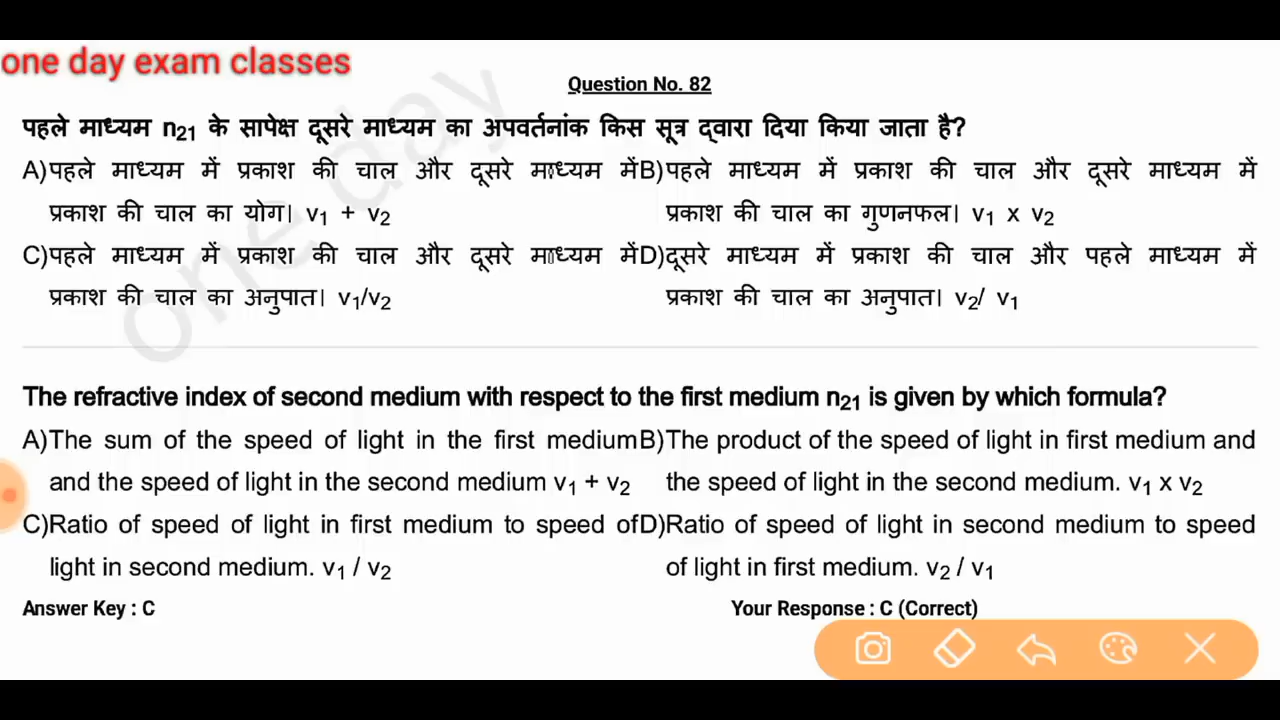 one day exam classes
Question No. 82
पहले माध्यम n21 के सापेक्ष दूसरे माध्यम का अपवर्तनांक किस सूत्र द्वारा दिया किया जाता है?
A)पहले माध्यम में प्रकाश की चाल और दूसरे माध्यम में
प्रकाश की चाल का योग। v1 + v2
B)पहले माध्यम में प्रकाश की चाल और दूसरे माध्यम में
प्रकाश की चाल का गुणनफल। v1 x v2
C)पहले माध्यम में प्रकाश की चाल और दूसरे माध्यम में
प्रकाश की चाल का अनुपात। v1/v2
D)दूसरे माध्यम में प्रकाश की चाल और पहले माध्यम में
प्रकाश की चाल का अनुपात। v2/ v1
The refractive index of second medium with respect to the first medium n21 is given by which formula?
A)The sum of the speed of light in the first medium
and the speed of light in the second medium v1 + v2
B)The product of the speed of light in first medium and
the speed of light in the second medium. v1 x v2
C)Ratio of speed of light in first medium to speed of
light in second medium. v1 / v2
D)Ratio of speed of light in second medium to speed
of light in first medium. v2 / v1
Answer Key : C
Your Response : C (Correct)
one day